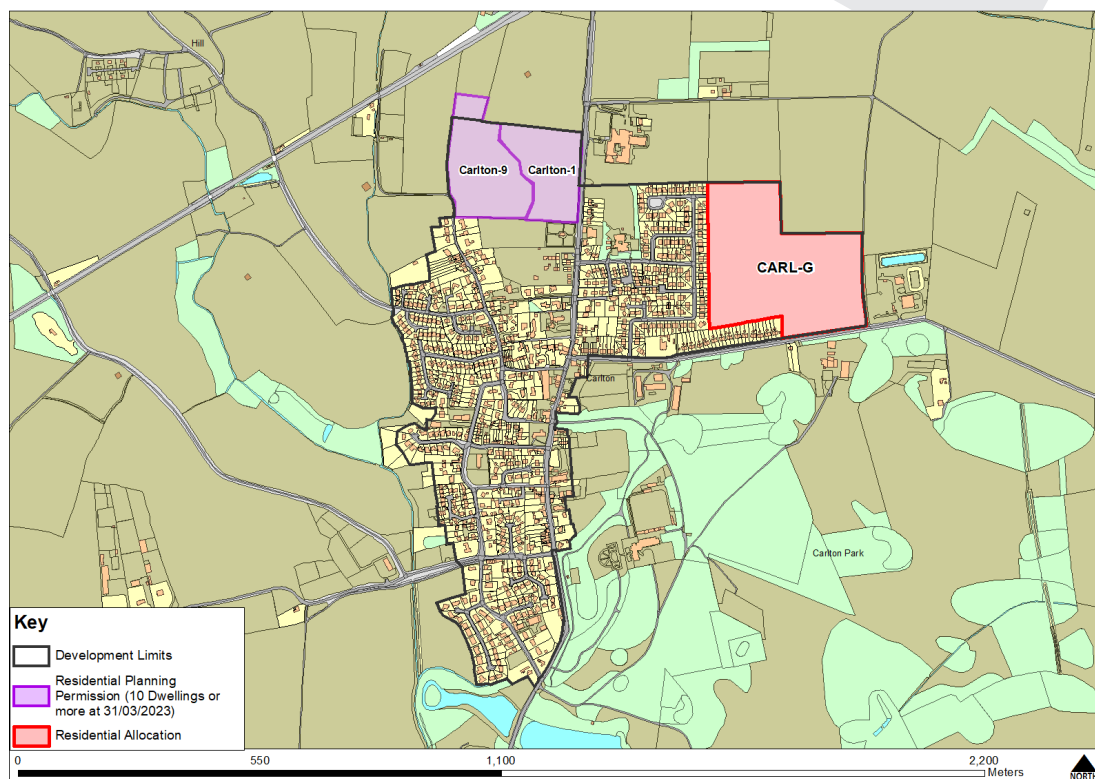 Hill
Carlton-9
Carlton-1
CARL-G
Carlton
Carlton Park
Key
Development Limits
Residential Planning
Permission (10 Dwellings or
more at 31/03/2023)
Residential Allocation
0 550 1,100 2,200
Meters
NORTH